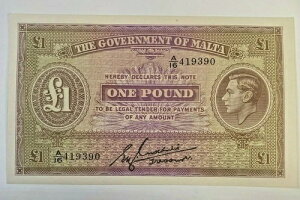 £1 £1
THE GOVERNMENT OF MALTA
A/16 419390
HEREBY DECLARES THIS NOTE
£1
ONE POUND
TO BE LEGAL TENDER FOR PAYMENTS
OF ANY AMOUNT
A/16 419390
£1 £1